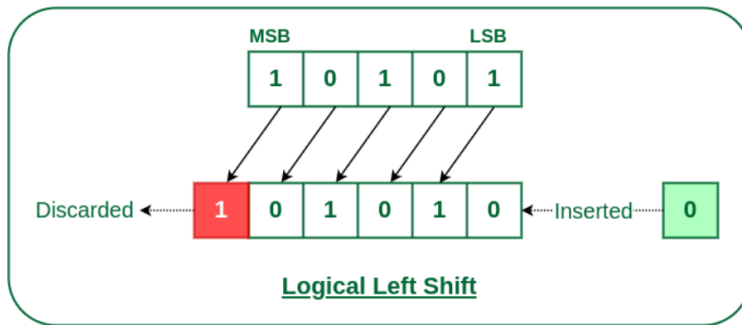 MSB LSB
1 0 1 0 1
Discarded 1 0 1 0 1 0 Inserted 0
Logical Left Shift